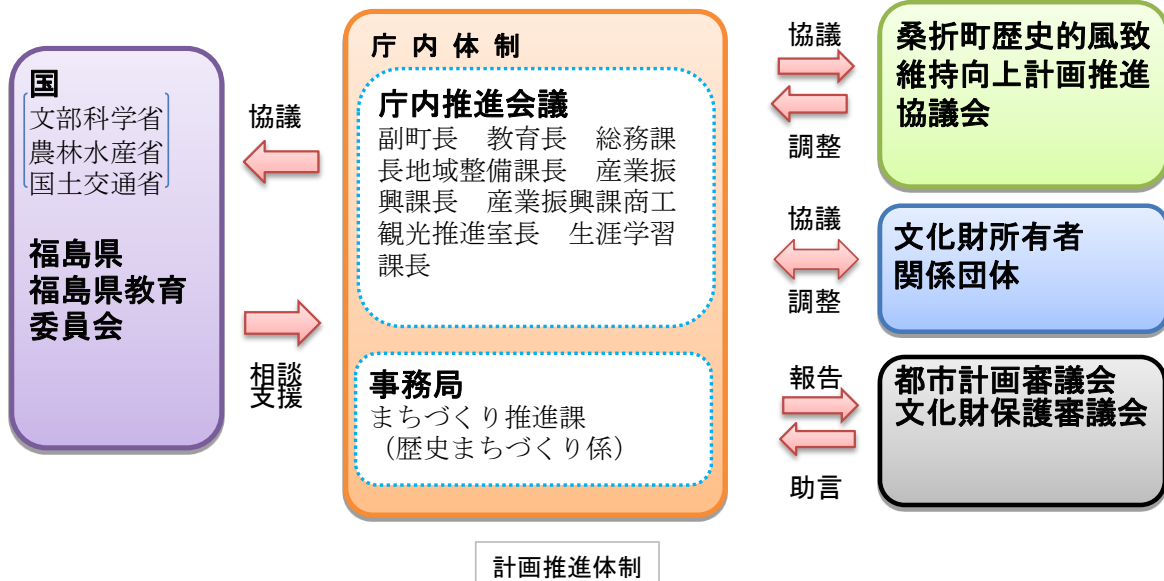 国
文部科学省
農林水産省
国土交通省
福島県
福島県教育
委員会
協議
相談
支援
庁内体制
庁内推進会議
副町長　教育長　総務課
長地域整備課長　産業振
興課長　産業振興課商工
観光推進室長　生涯学習
課長
事務局
まちづくり推進課
（歴史まちづくり係）
協議
調整
桑折町歴史的風致
維持向上計画推進
協議会
協議
調整
文化財所有者
関係団体
報告
助言
都市計画審議会
文化財保護審議会
計画推進体制